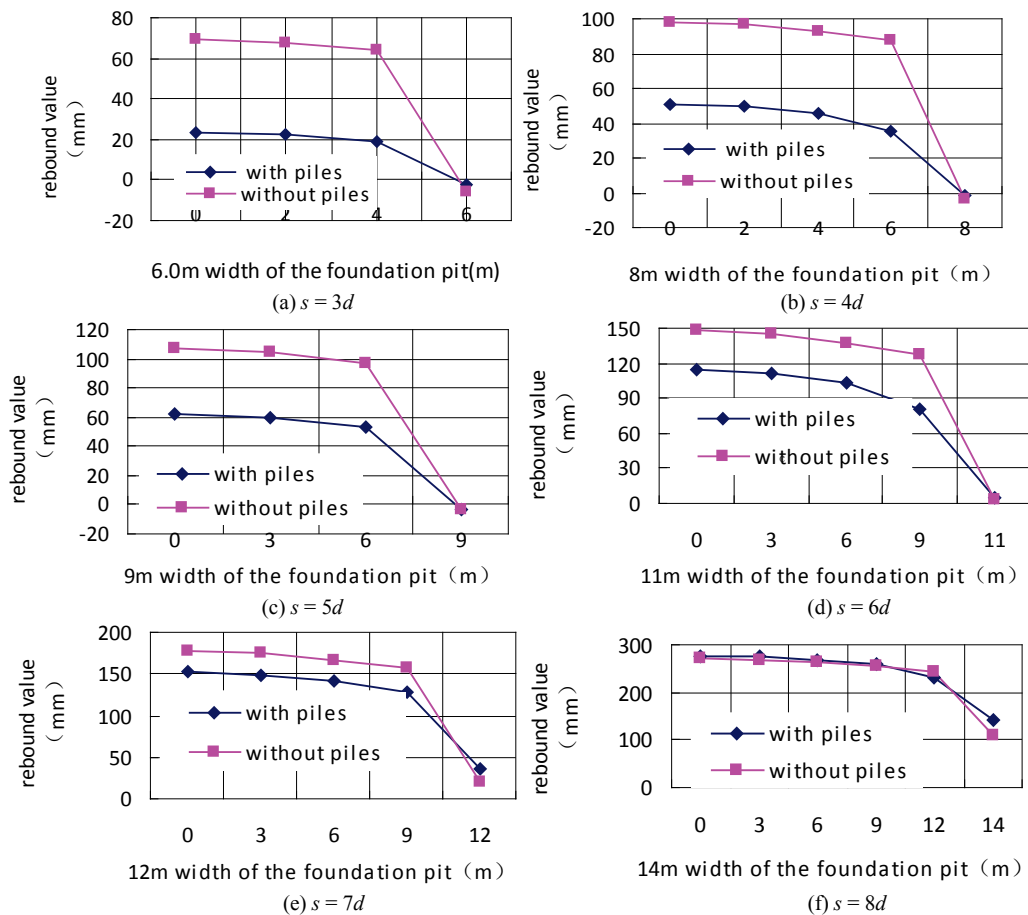 80
60
40
20
0
-20
rebound value
（mm）
with piles
without piles
0 2 4 6
6.0m width of the foundation pit(m)
(a) s = 3d
100
80
60
40
20
0
-20
rebound value
（mm）
with piles
without piles
0 2 4 6 8
8m width of the foundation pit（m）
(b) s = 4d
120
100
80
60
40
20
0
-20
rebound value
（mm）
with piles
without piles
0 3 6 9
9m width of the foundation pit（m）
(c) s = 5d
150
120
90
60
30
0
rebound value
（mm）
with piles
without piles
0 3 6 9 11
11m width of the foundation pit（m）
(d) s = 6d
200
150
100
50
0
rebound value
（mm）
with piles
without piles
0 3 6 9 12
12m width of the foundation pit（m）
(e) s = 7d
300
200
100
0
rebound value
（mm）
with piles
without piles
0 3 6 9 12 14
14m width of the foundation pit（m）
(f) s = 8d